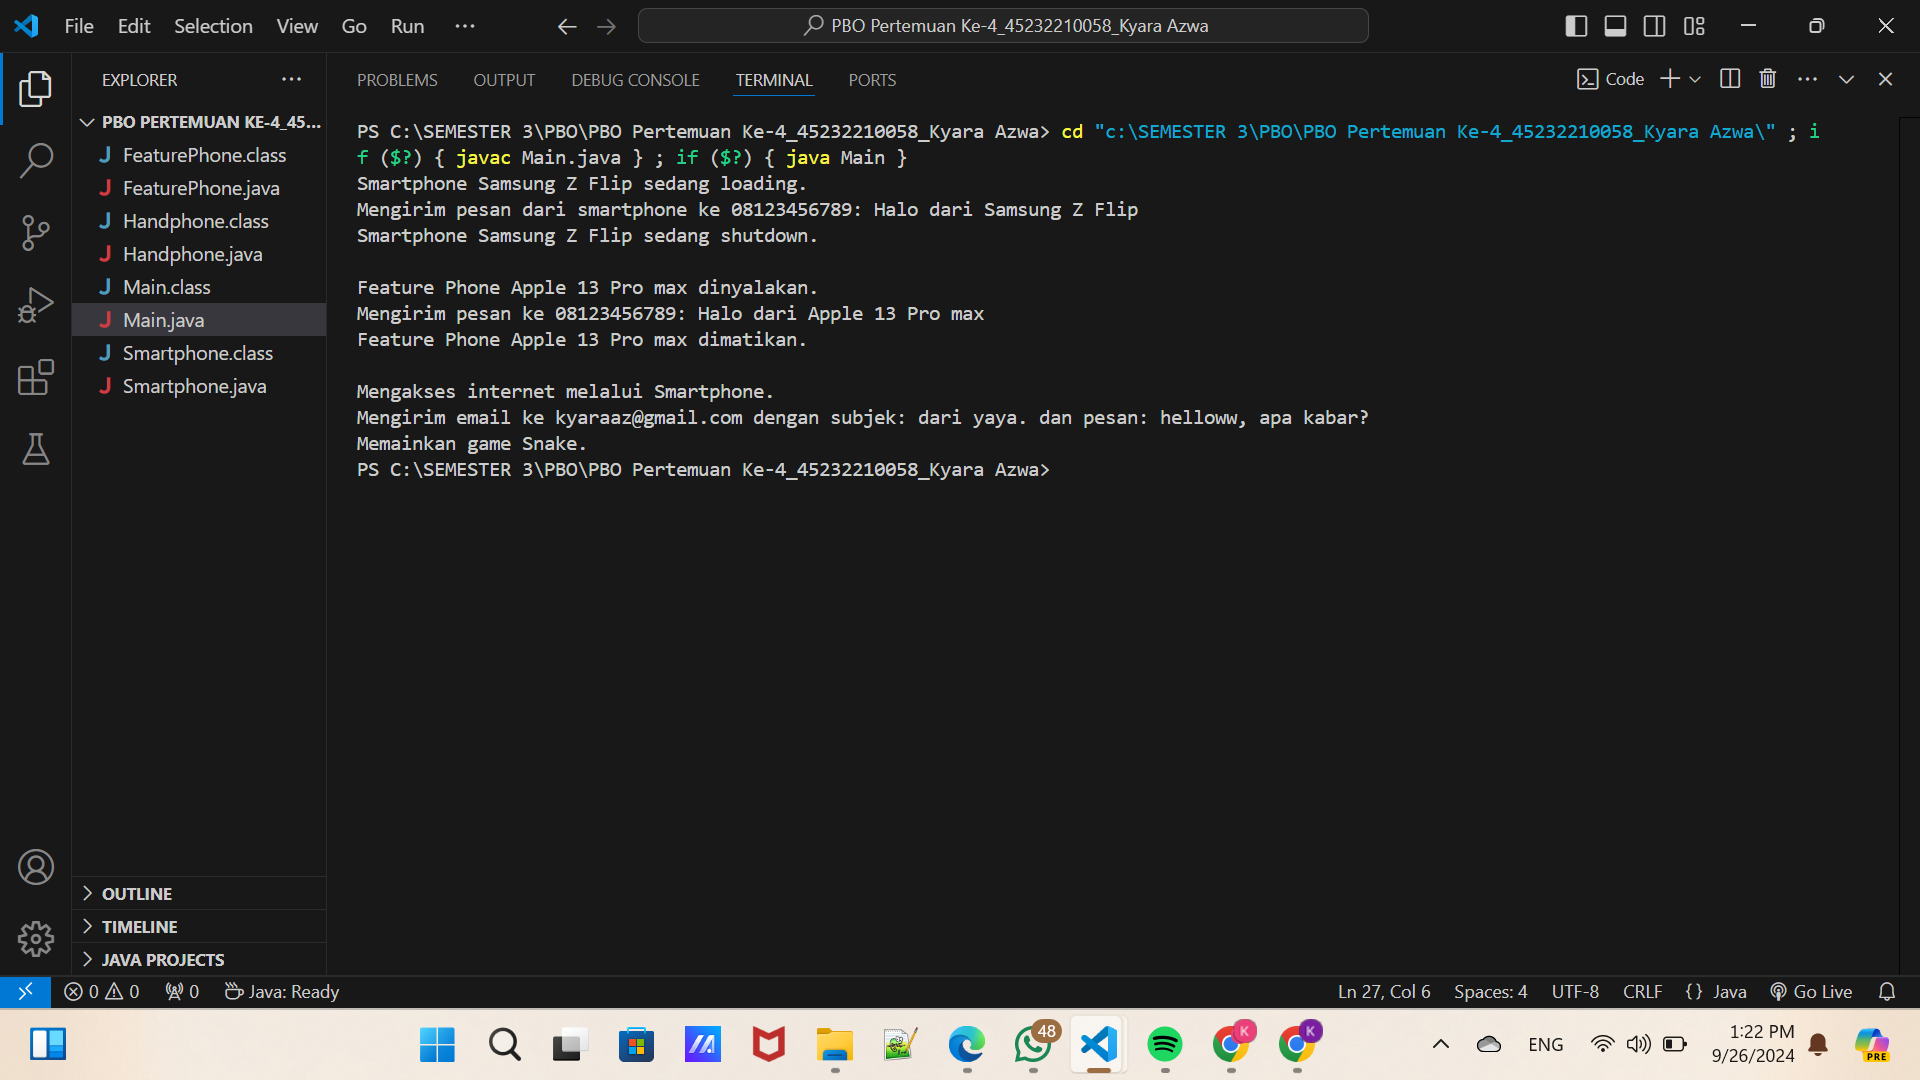 File Edit Selection View Go Run ···
PBO Pertemuan Ke-4_45232210058_Kyara Azwa
EXPLORER
PROBLEMS OUTPUT DEBUG CONSOLE TERMINAL PORTS
Code
PBO PERTEMUAN KE-4_45...
FeaturePhone.class
FeaturePhone.java
Handphone.class
Handphone.java
Main.class
Main.java
Smartphone.class
Smartphone.java
PS C:\SEMESTER 3\PBO\PBO Pertemuan Ke-4_45232210058_Kyara Azwa> cd "c:\SEMESTER 3\PBO\PBO Pertemuan Ke-4_45232210058_Kyara Azwa\" ; i
f ($?) { javac Main.java } ; if ($?) { java Main }
Smartphone Samsung Z Flip sedang loading.
Mengirim pesan dari smartphone ke 08123456789: Halo dari Samsung Z Flip
Smartphone Samsung Z Flip sedang shutdown.
Feature Phone Apple 13 Pro max dinyalakan.
Mengirim pesan ke 08123456789: Halo dari Apple 13 Pro max
Feature Phone Apple 13 Pro max dimatikan.
Mengakses internet melalui Smartphone.
Mengirim email ke kyaraaz@gmail.com dengan subjek: dari yaya. dan pesan: helloww, apa kabar?
Memainkan game Snake.
PS C:\SEMESTER 3\PBO\PBO Pertemuan Ke-4_45232210058_Kyara Azwa>
OUTLINE
TIMELINE
JAVA PROJECTS
0 0 0 Java: Ready
Ln 27, Col 6 Spaces: 4 UTF-8 CRLF {} Java Go Live
48 K K
ENG
1:22 PM
9/26/2024
PRE